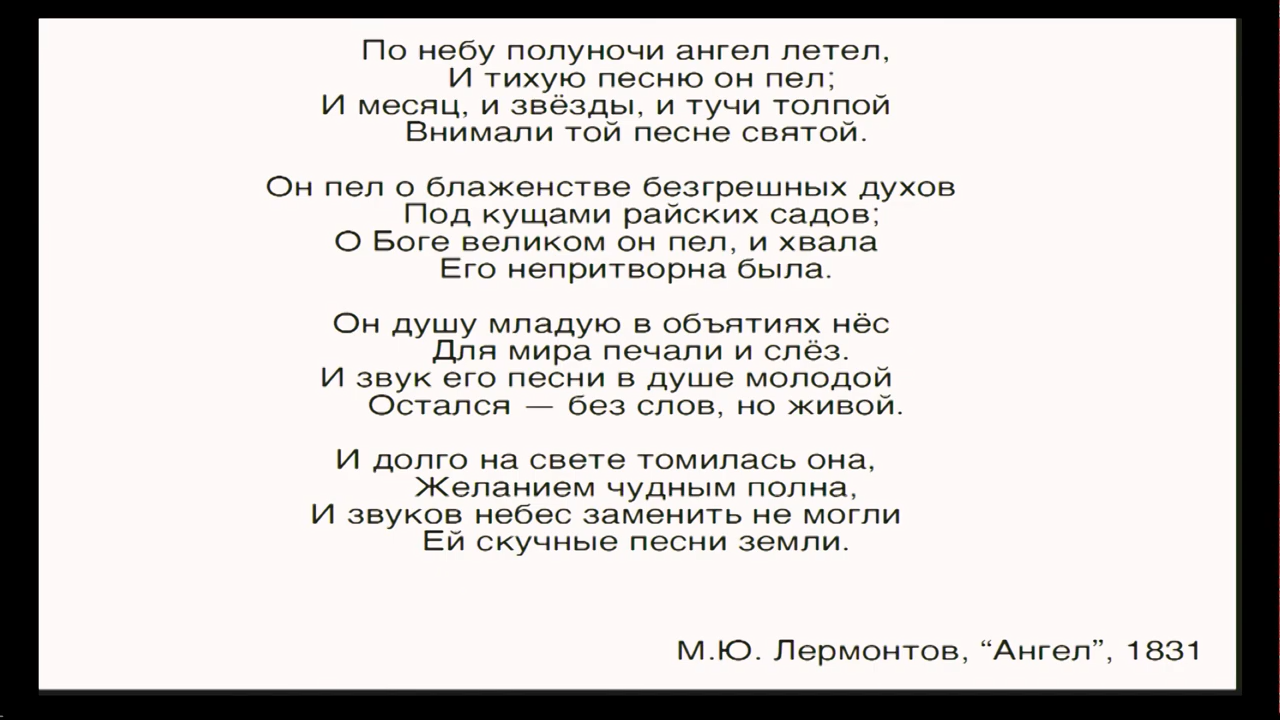 По небу полуночи ангел летел,
И тихую песню он пел;
И месяц, и звёзды, и тучи толпой
Внимали той песне святой.
Он пел о блаженстве безгрешных духов
Под кущами райских садов;
О Боге великом он пел, и хвала
Его непритворна была.
Он душу младую в объятиях нёс
Для мира печали и слёз.
И звук его песни в душе молодой
Остался — без слов, но живой.
И долго на свете томилась она,
Желанием чудным полна,
И звуков небес заменить не могли
Ей скучные песни земли.
М.Ю. Лермонтов, “Ангел”, 1831